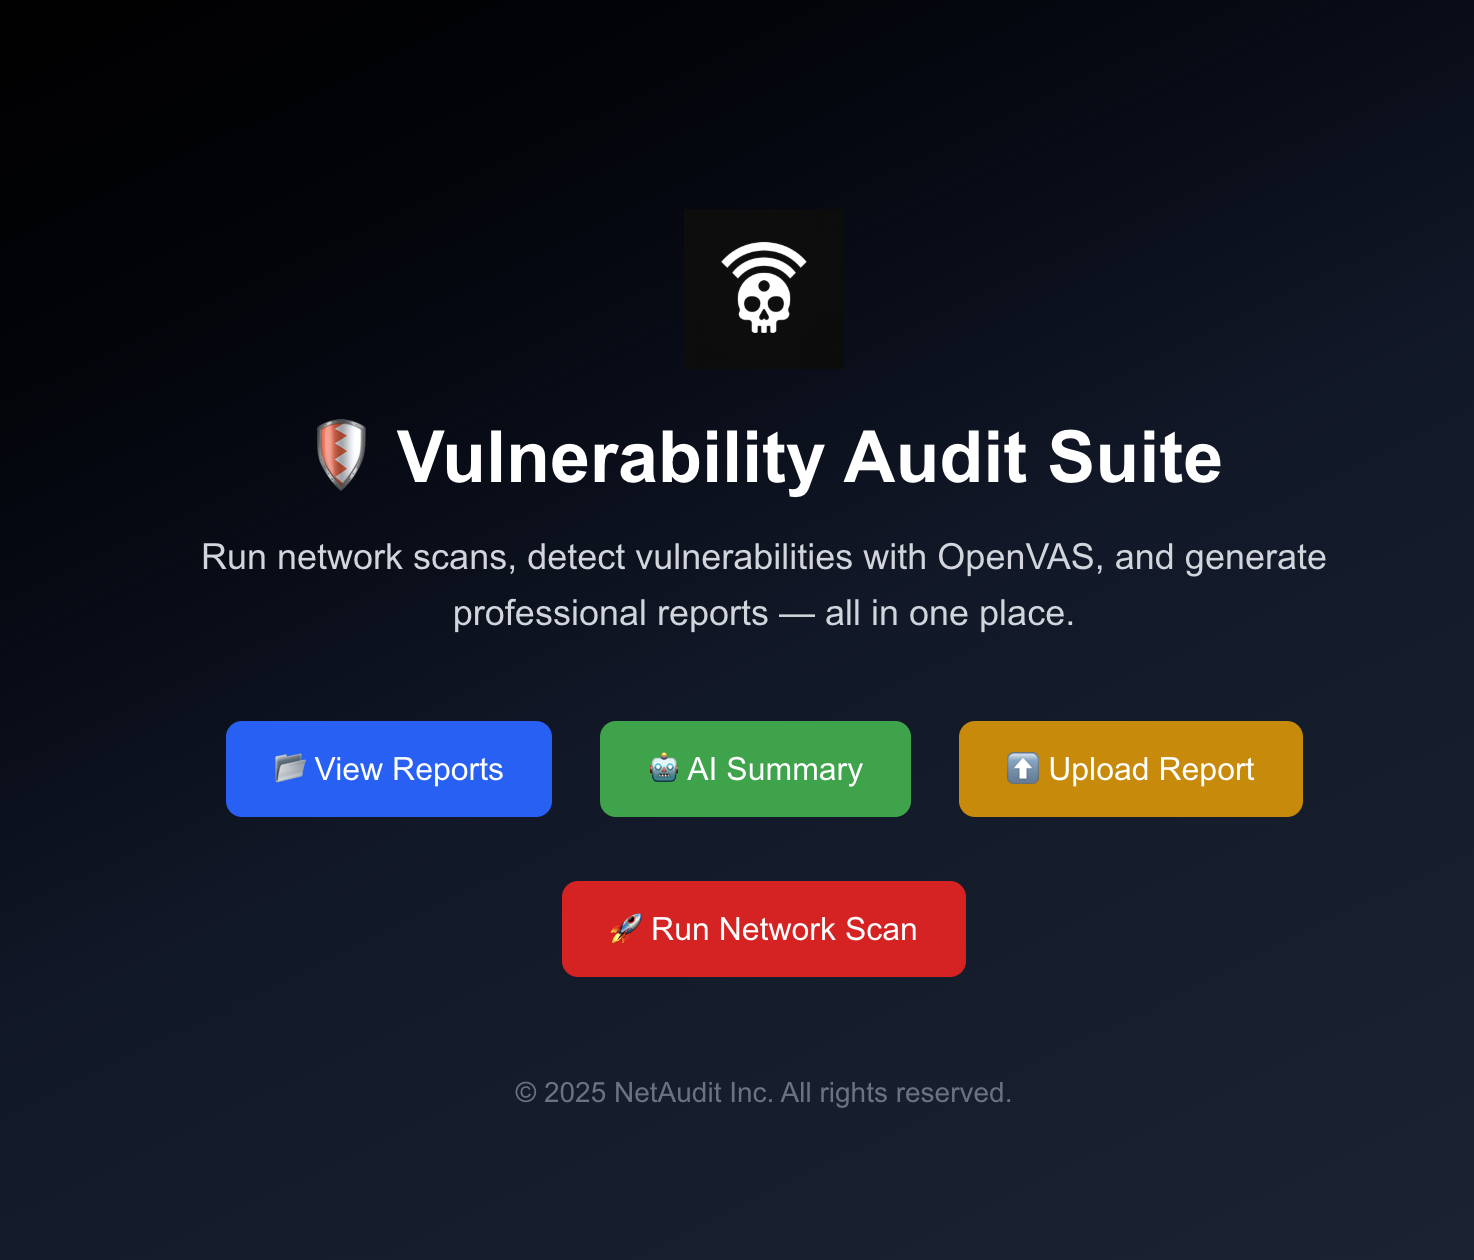 🛡️ Vulnerability Audit Suite
Run network scans, detect vulnerabilities with OpenVAS, and generate
professional reports — all in one place.
📂 View Reports
🤖 AI Summary
⬆️ Upload Report
🚀 Run Network Scan
© 2025 NetAudit Inc. All rights reserved.